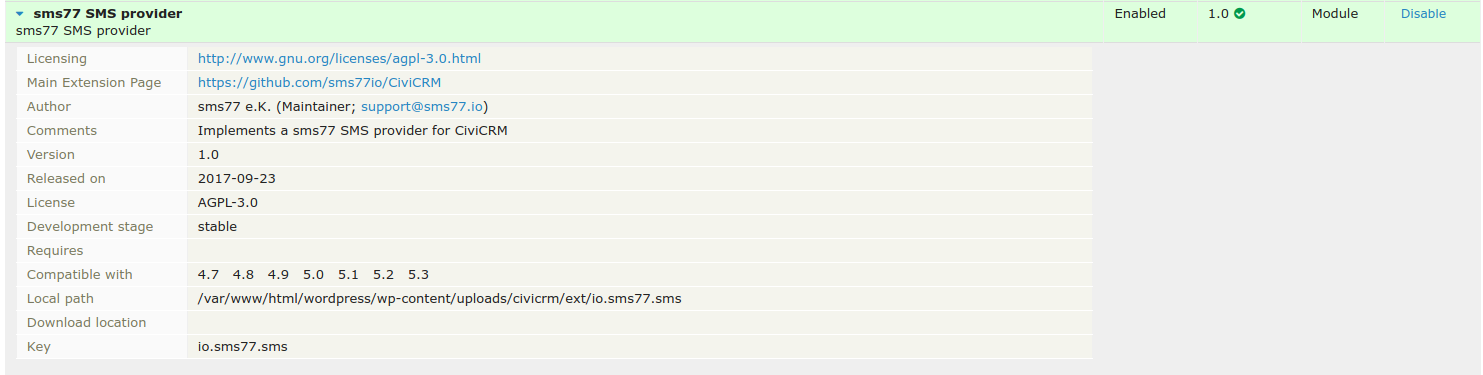 sms77 SMS provider Enabled 1.0 Module Disable
sms77 SMS provider
Licensing http://www.gnu.org/licenses/agpl-3.0.html
Main Extension Page https://github.com/sms77io/CiviCRM
Author sms77 e.K. (Maintainer; support@sms77.io)
Comments Implements a sms77 SMS provider for CiviCRM
Version 1.0
Released on 2017-09-23
License AGPL-3.0
Development stage stable
Requires
Compatible with 4.7 4.8 4.9 5.0 5.1 5.2 5.3
Local path /var/www/html/wordpress/wp-content/uploads/civicrm/ext/io.sms77.sms
Download location
Key io.sms77.sms